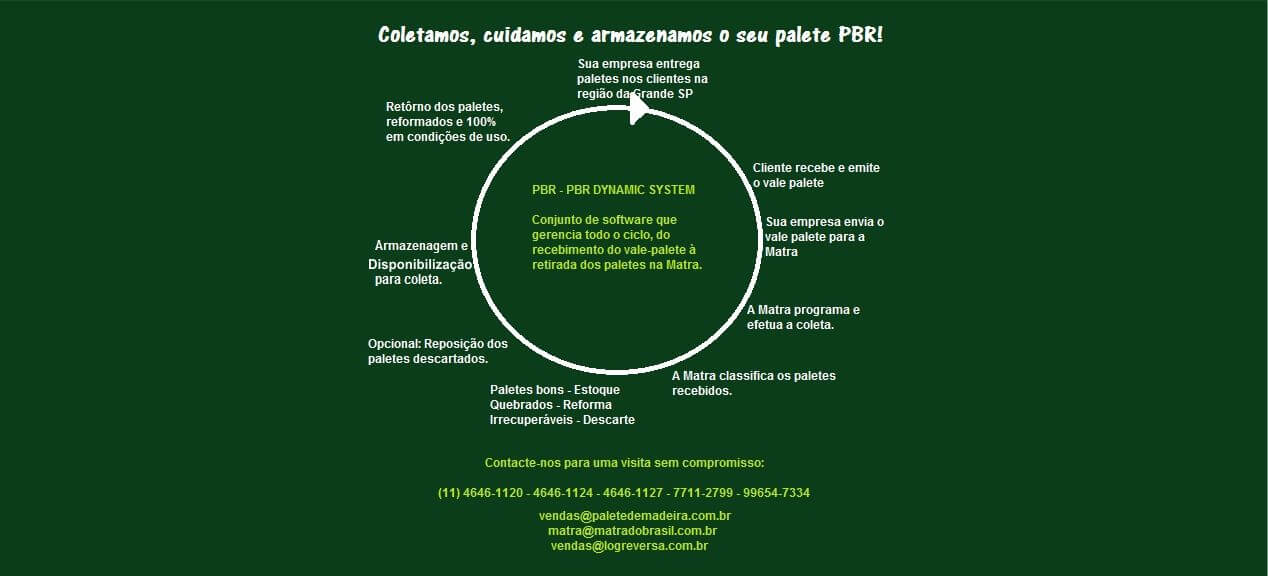 Coletamos, cuidamos e armazenamos o seu palete PBR!
Sua empresa entrega
paletes nos clientes na
região da Grande SP
Cliente recebe e emite
o vale palete
Sua empresa envia o
vale palete para a
Matra
A Matra programa e
efetua a coleta.
A Matra classifica os paletes
recebidos.
Paletes bons - Estoque
Quebrados - Reforma
Irrecuperáveis - Descarte
Opcional: Reposição dos
paletes descartados.
Armazenagem e
Disponibilização
para coleta.
Retôrno dos paletes,
reformados e 100%
em condições de uso.
PBR - PBR DYNAMIC SYSTEM
Conjunto de software que
gerencia todo o ciclo, do
recebimento do vale-palete à
retirada dos paletes na Matra.
Contacte-nos para uma visita sem compromisso:
(11) 4646-1120 - 4646-1124 - 4646-1127 - 7711-2799 - 99654-7334
vendas@paletedemadeira.com.br
matra@matradobrasil.com.br
vendas@logreversa.com.br